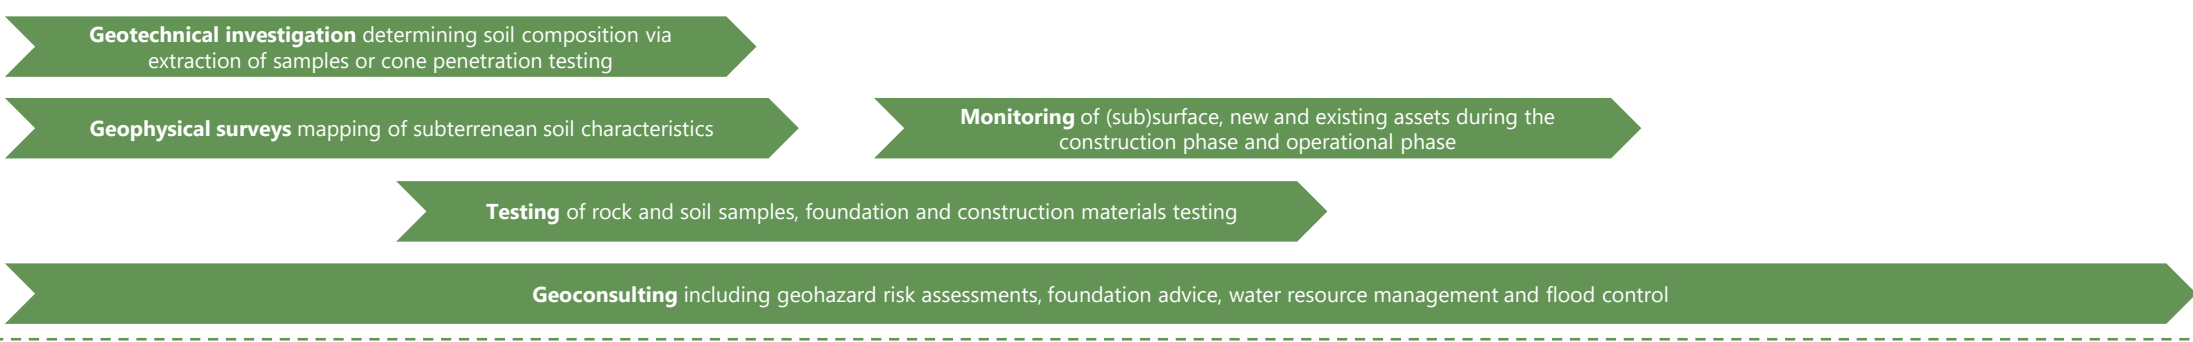 Geotechnical investigation determining soil composition via
extraction of samples or cone penetration testing
Geophysical surveys mapping of subterrenean soil characteristics
Monitoring of (sub)surface, new and existing assets during the
construction phase and operational phase
Testing of rock and soil samples, foundation and construction materials testing
Geoconsulting including geohazard risk assessments, foundation advice, water resource management and flood control